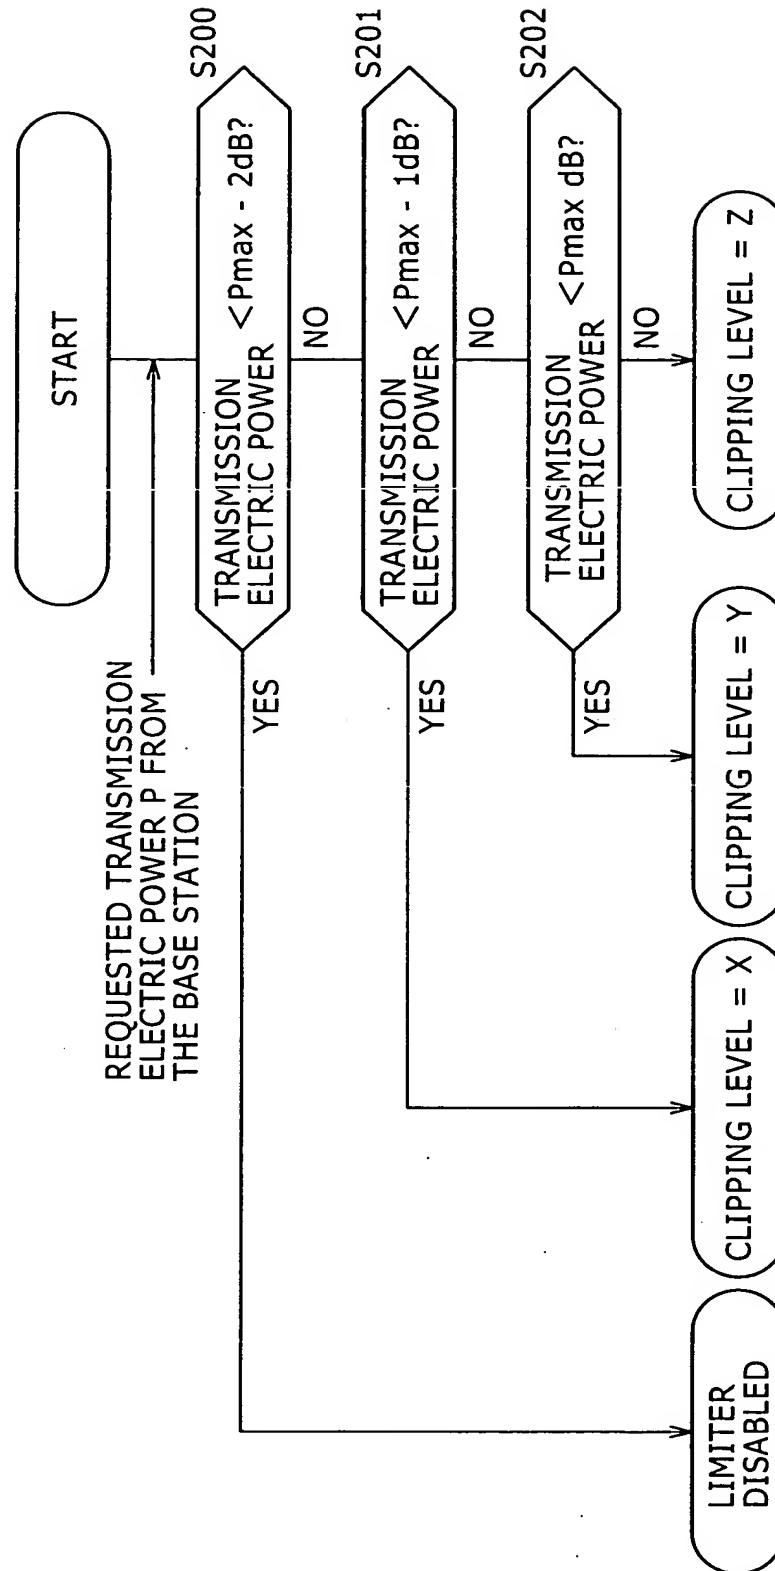 START
REQUESTED TRANSMISSION
ELECTRIC POWER P FROM
THE BASE STATION
S200
TRANSMISSION
ELECTRIC POWER <Pmax - 2dB?
YES
NO
S201
TRANSMISSION
ELECTRIC POWER <Pmax - 1dB?
YES
NO
S202
TRANSMISSION
ELECTRIC POWER <Pmax dB?
YES
NO
LIMITER
DISABLED
CLIPPING LEVEL = X
CLIPPING LEVEL = Y
CLIPPING LEVEL = Z